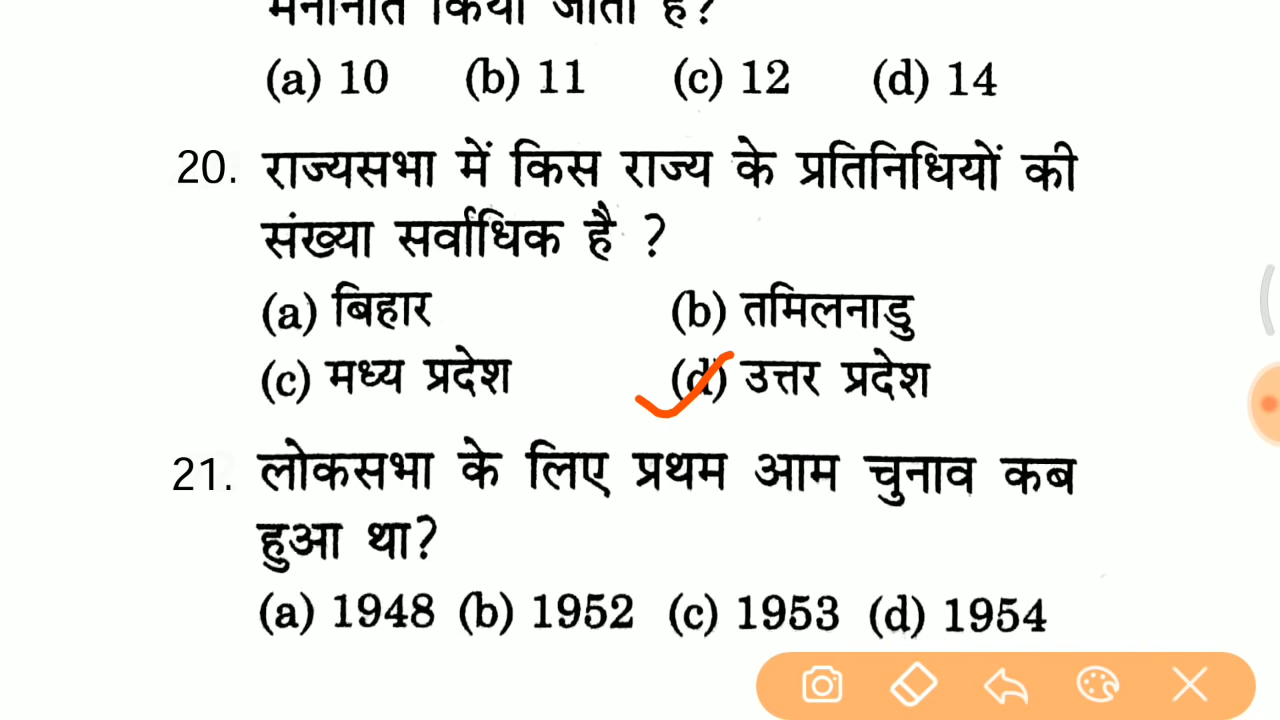 मनोनीत किया जाता है?
(a) 10 (b) 11 (c) 12 (d) 14
20. राज्यसभा में किस राज्य के प्रतिनिधियों की
संख्या सर्वाधिक है ?
(a) बिहार (b) तमिलनाडु
(c) मध्य प्रदेश (d) उत्तर प्रदेश
21. लोकसभा के लिए प्रथम आम चुनाव कब
हुआ था?
(a) 1948 (b) 1952 (c) 1953 (d) 1954